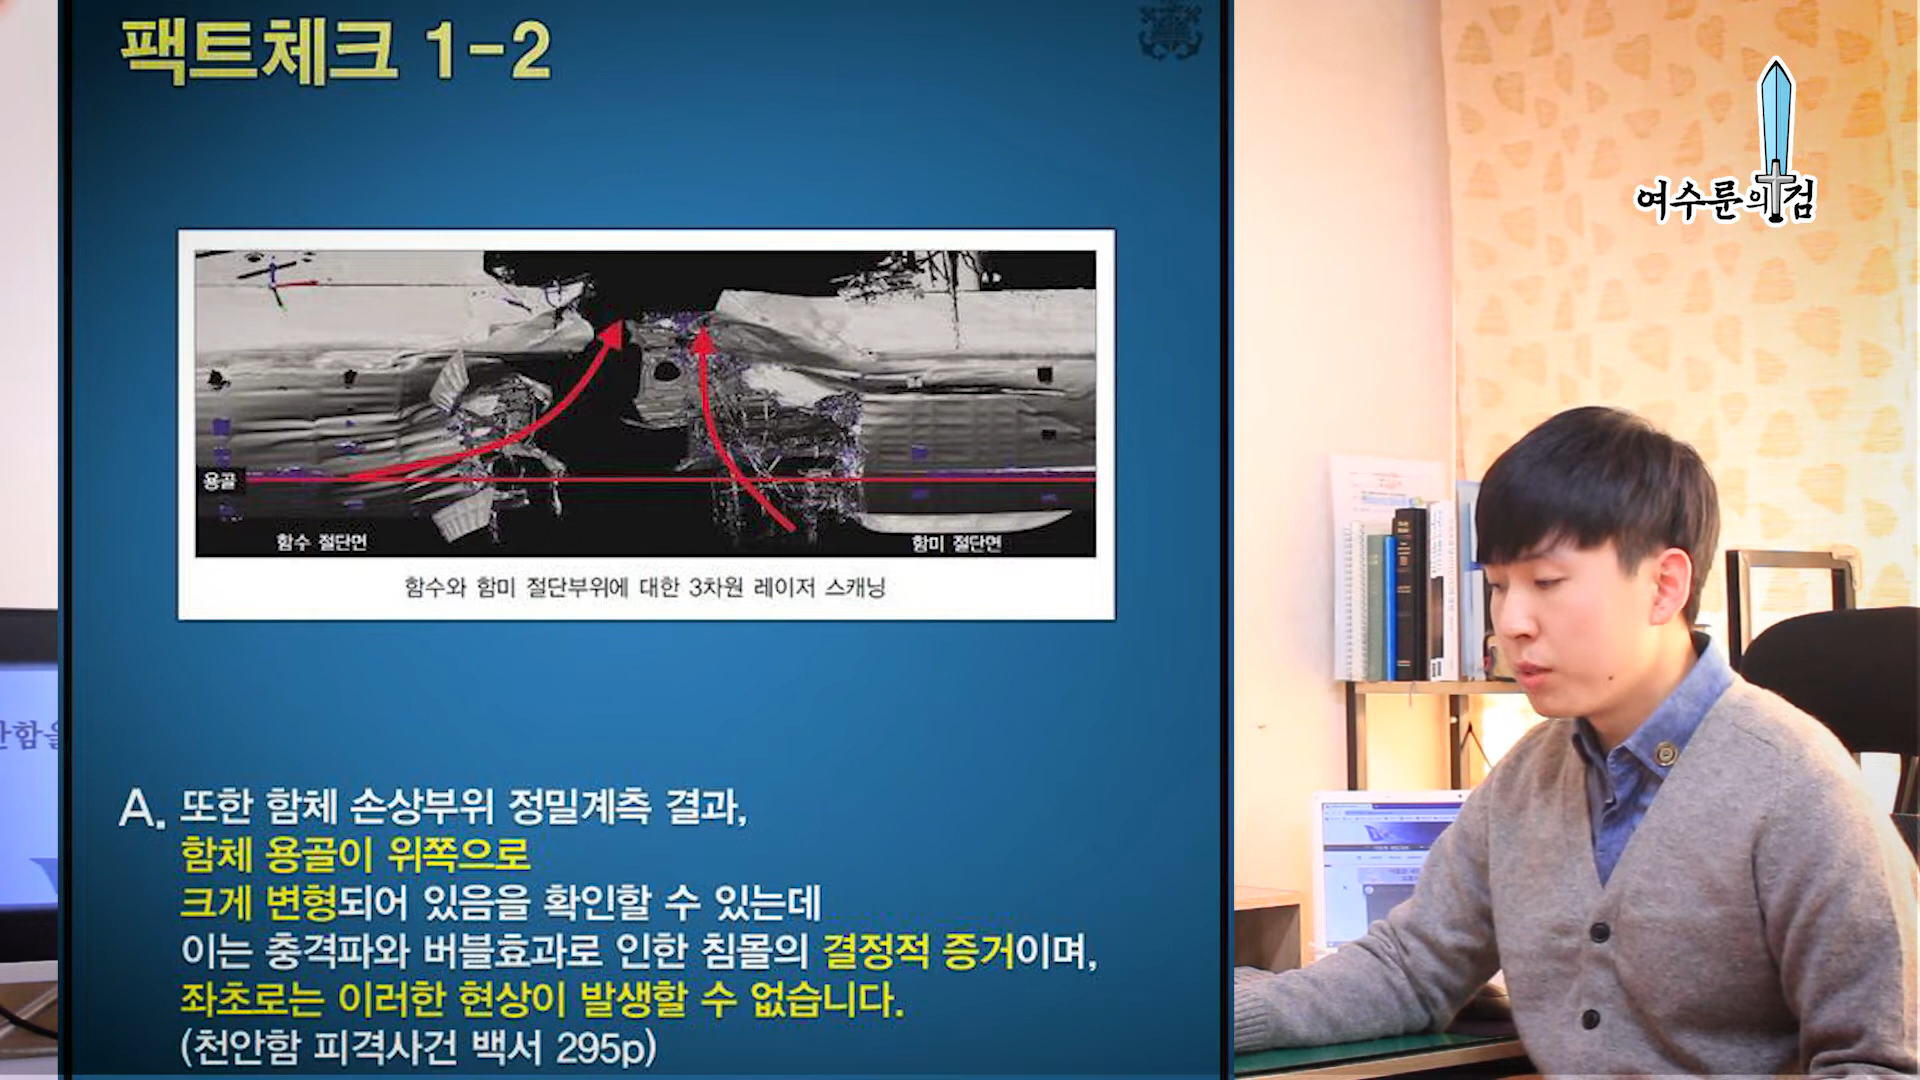 팩트체크 1-2
여수룬의검
용골
함수 절단면
함미 절단면
함수와 함미 절단부위에 대한 3차원 레이저 스캐닝
A. 또한 함체 손상부위 정밀계측 결과,
함체 용골이 위쪽으로
크게 변형되어 있음을 확인할 수 있는데
이는 충격파와 버블효과로 인한 침몰의 결정적 증거이며,
좌초로는 이러한 현상이 발생할 수 없습니다.
(천안함 피격사건 백서 295p)